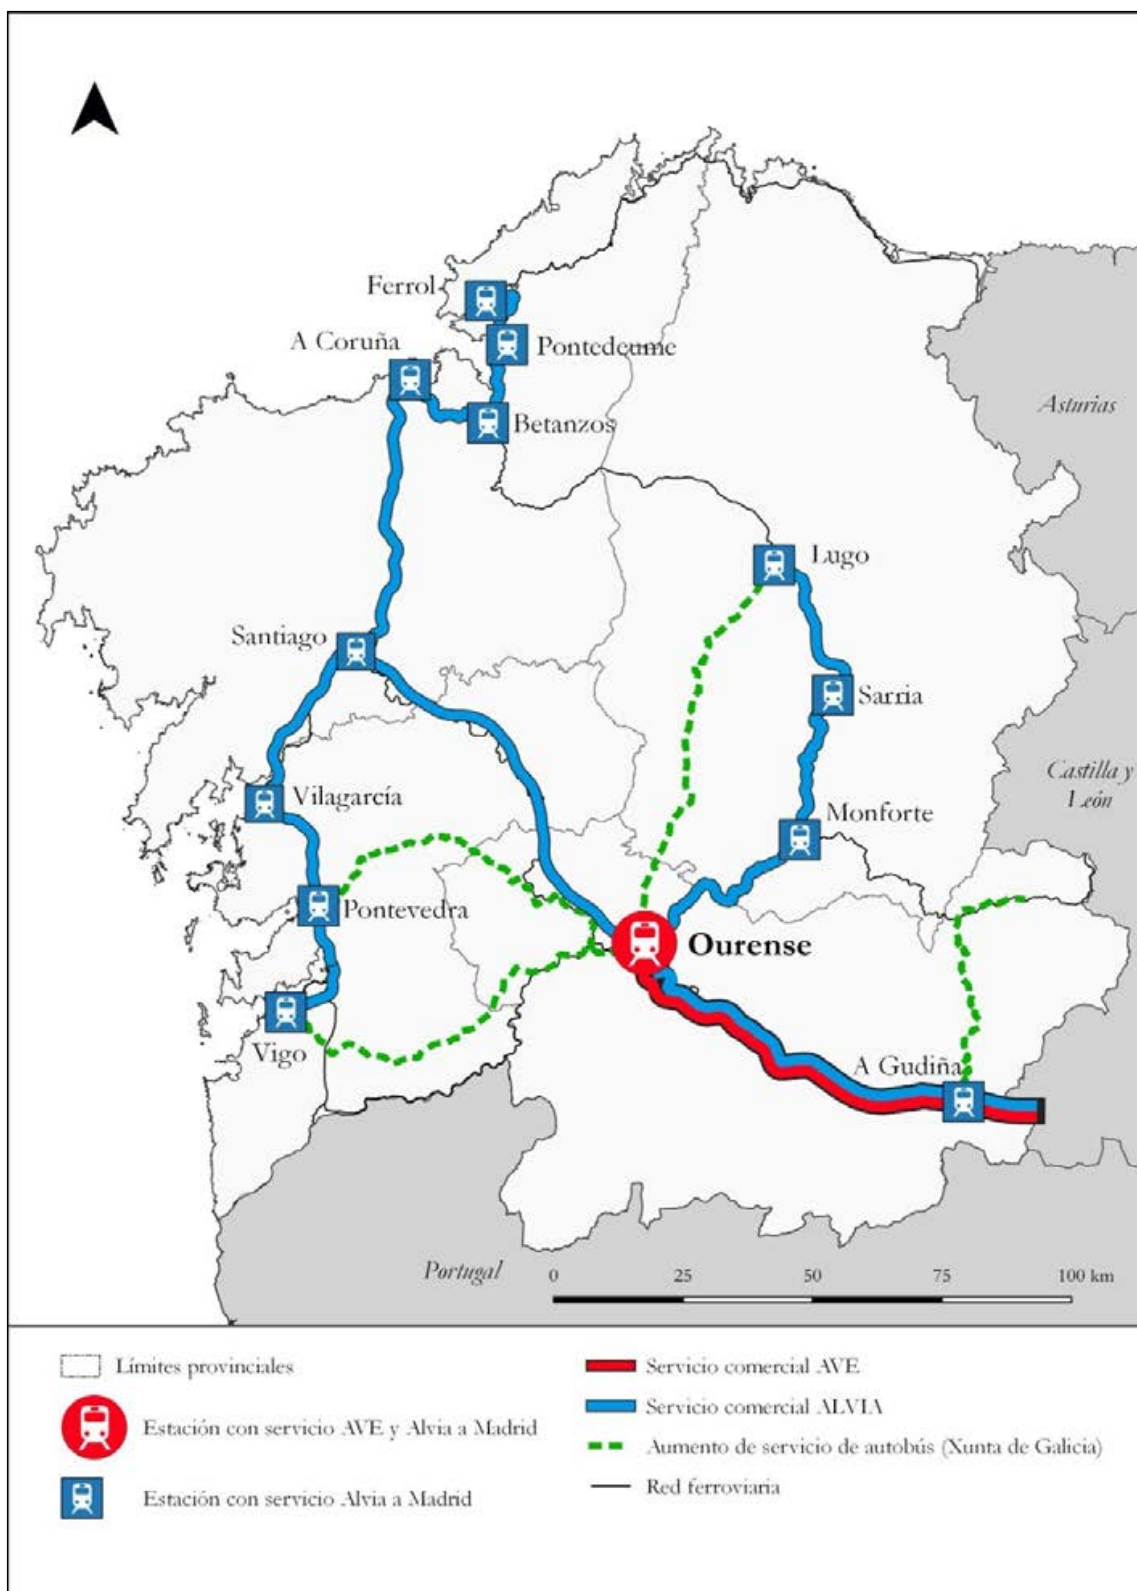 Ferrol
A Coruña
Pontedeume
Betanzos
Asturias
Lugo
Santiago
Sarria
Castilla y
León
Vilagarcía
Monforte
Pontevedra
Ourense
Vigo
A Gudiña
Portugal
0 25 50 75 100 km
Límites provinciales
Estación con servicio AVE y Alvia a Madrid
Estación con servicio Alvia a Madrid
Servicio comercial AVE
Servicio comercial ALVIA
Aumento de servicio de autobús (Xunta de Galicia)
Red ferroviaria